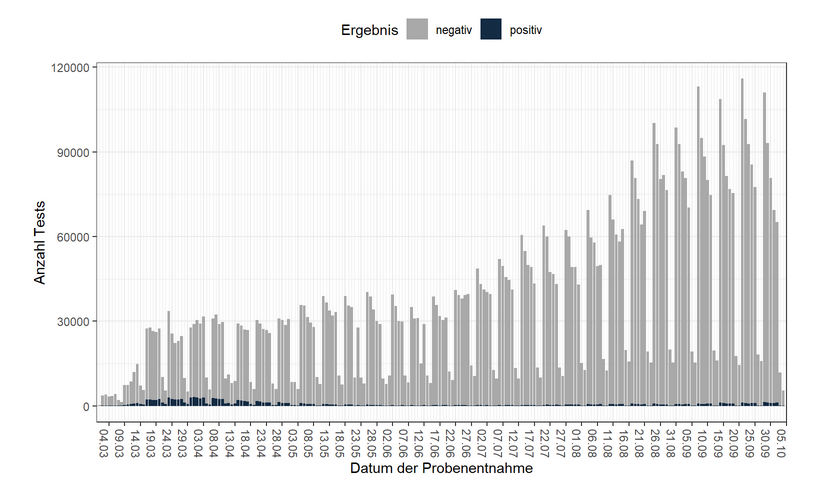 Ergebnis negativ positiv
120000
90000
60000
30000
0
Anzahl Tests
04.03 09.03 14.03 19.03 24.03 29.03 03.04 08.04 13.04 18.04 23.04 28.04 03.05 08.05 13.05 18.05 23.05 28.05 02.06 07.06 12.06 17.06 22.06 27.06 02.07 07.07 12.07 17.07 22.07 27.07 01.08 06.08 11.08 16.08 21.08 26.08 31.08 05.09 10.09 15.09 20.09 25.09 30.09 05.10
Datum der Probenentnahme